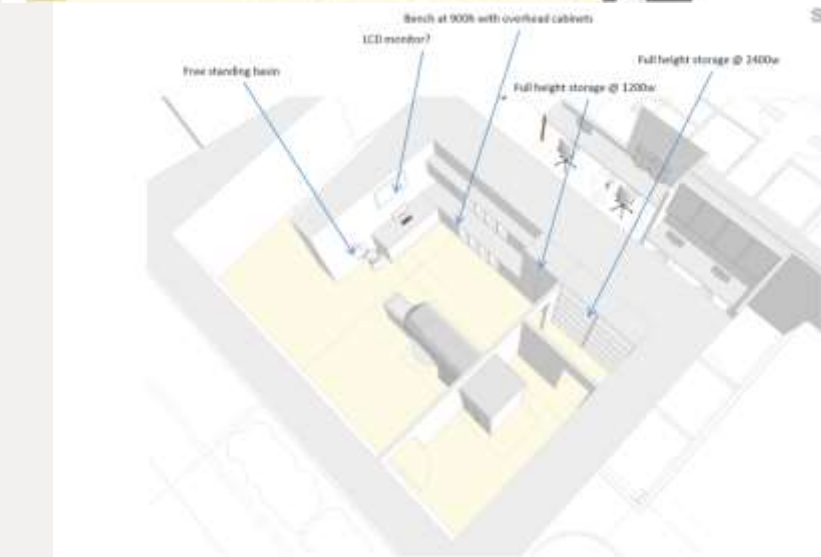 Bench at 900h with overhead cabinets
LCD monitor?
Full height storage @ 2400w
Free standing basin
Full height storage @ 1200w
S